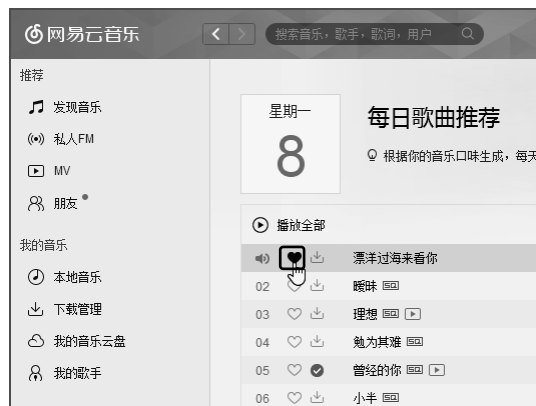 网易云音乐
搜索音乐，歌手，歌词，用户
推荐
发现音乐
私人FM
MV
朋友
我的音乐
本地音乐
下载管理
我的音乐云盘
我的歌手
星期一
8
每日歌曲推荐
根据你的音乐口味生成，每天
播放全部
漂洋过海来看你
02 暧昧 SQ
03 理想 SQ
04 勉为其难 SQ
05 曾经的你 SQ
06 小半 SQ